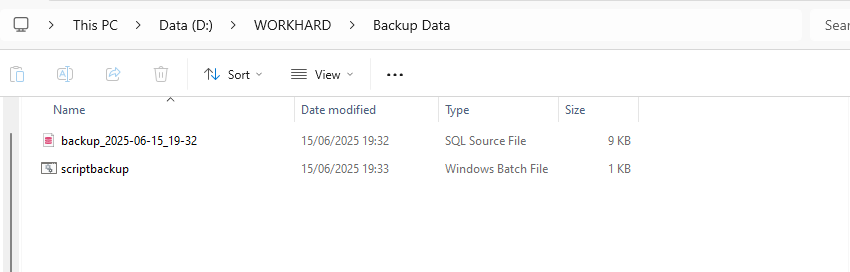 This PC > Data (D:) > WORKHARD > Backup Data Sea
Sort View ...
Name Date modified Type Size
backup_2025-06-15_19-32 15/06/2025 19:32 SQL Source File 9 KB
scriptbackup 15/06/2025 19:33 Windows Batch File 1 KB